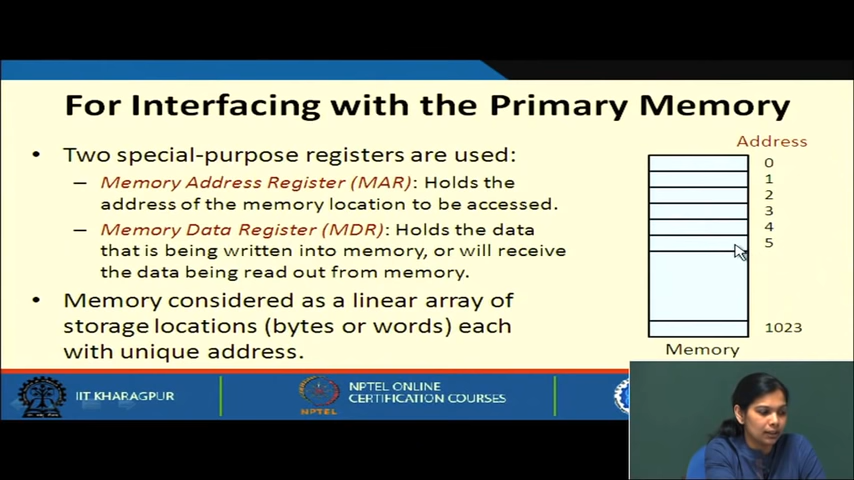 For Interfacing with the Primary Memory
• Two special-purpose registers are used:
– Memory Address Register (MAR): Holds the
address of the memory location to be accessed.
– Memory Data Register (MDR): Holds the data
that is being written into memory, or will receive
the data being read out from memory.
• Memory considered as a linear array of
storage locations (bytes or words) each
with unique address.
Address
0
1
2
3
4
5
1023
Memory
IIT KHARAGPUR
NPTEL
NPTEL ONLINE
CERTIFICATION COURSES